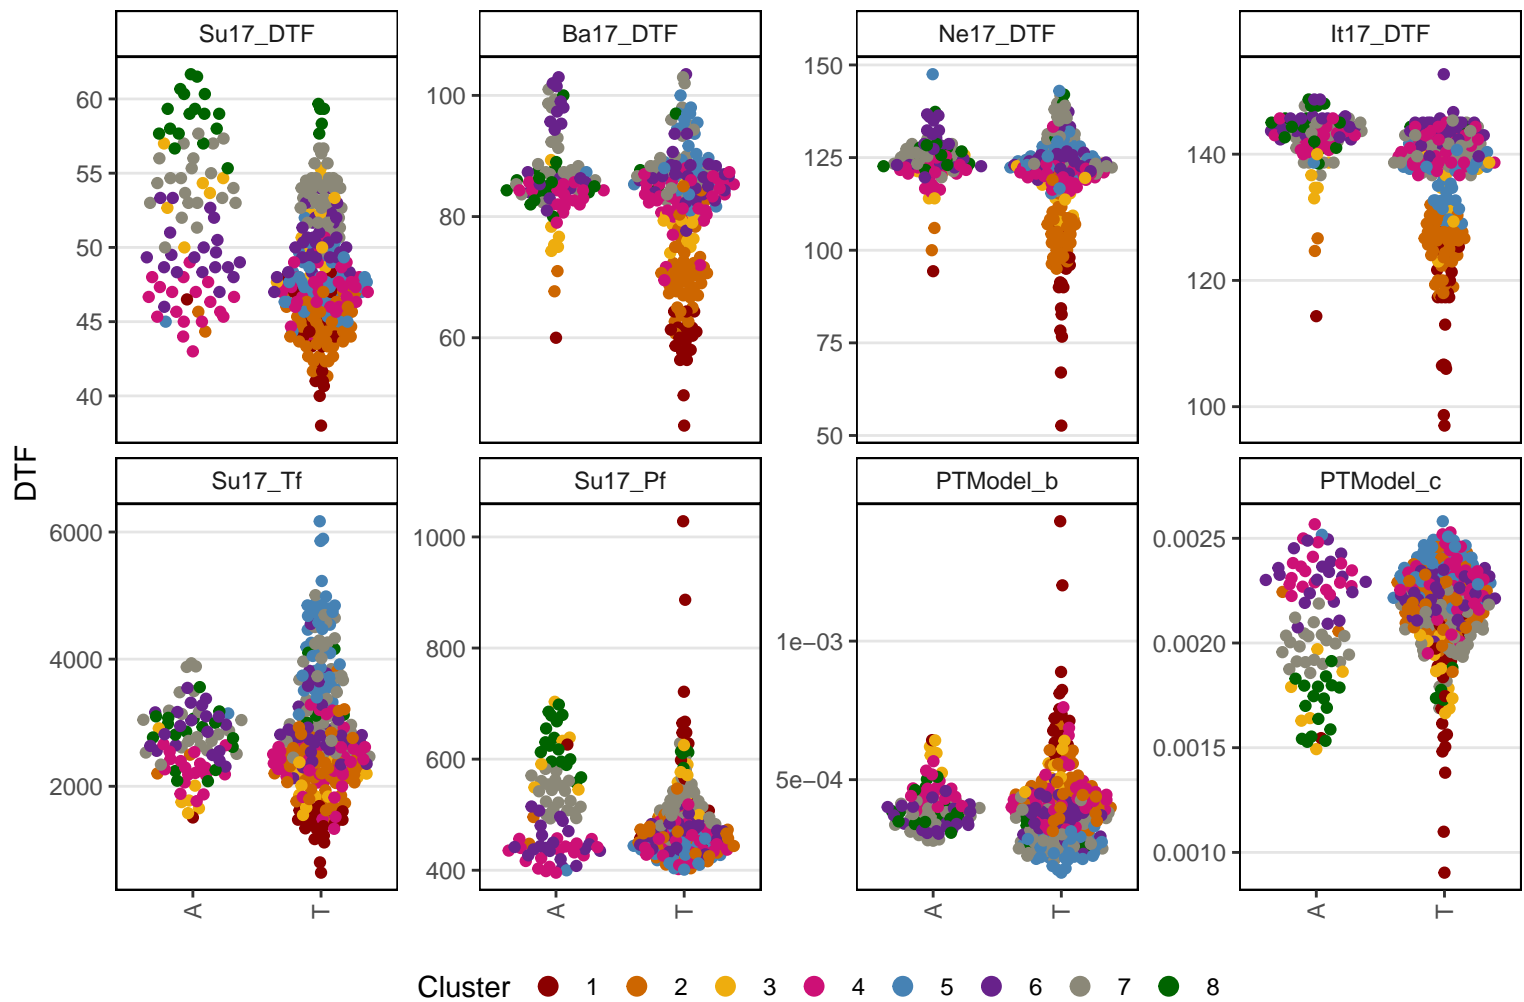 Su17_DTF
Ba17_DTF
Ne17_DTF
It17_DTF
60
55
50
45
40
100
80
60
150
125
100
75
50
140
120
100
DTF
Su17_Tf
Su17_Pf
PTModel_b
PTModel_c
6000
4000
2000
1000
800
600
400
1e−03
5e−04
0.0025
0.0020
0.0015
0.0010
A
T
A
T
A
T
A
T
Cluster 1 2 3 4 5 6 7 8